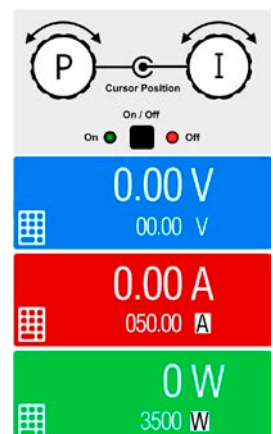 P I
Cursor Position
On / Off
On Off
0.00 V
00.00 V
0.00 A
050.00 A
0 W
3500 W